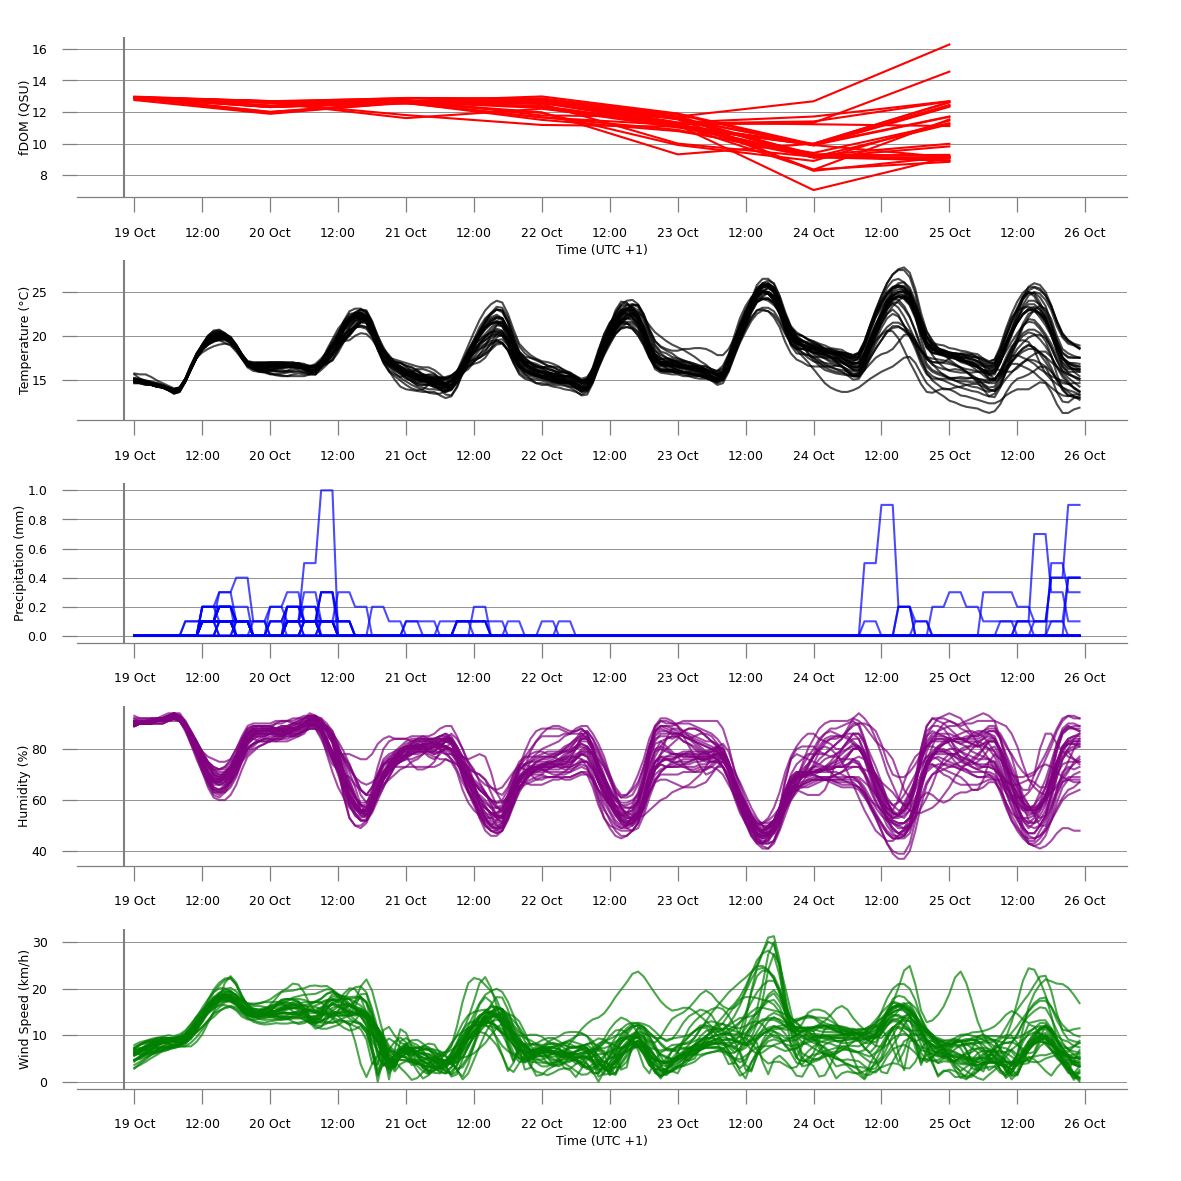 fDOM (QSU)
16
14
12
10
8
19 Oct 12:00 20 Oct 12:00 21 Oct 12:00 22 Oct 12:00 23 Oct 12:00 24 Oct 12:00 25 Oct 12:00 26 Oct
Time (UTC +1)
Temperature (°C)
25
20
15
19 Oct 12:00 20 Oct 12:00 21 Oct 12:00 22 Oct 12:00 23 Oct 12:00 24 Oct 12:00 25 Oct 12:00 26 Oct
Precipitation (mm)
1.0
0.8
0.6
0.4
0.2
0.0
19 Oct 12:00 20 Oct 12:00 21 Oct 12:00 22 Oct 12:00 23 Oct 12:00 24 Oct 12:00 25 Oct 12:00 26 Oct
Humidity (%)
80
60
40
19 Oct 12:00 20 Oct 12:00 21 Oct 12:00 22 Oct 12:00 23 Oct 12:00 24 Oct 12:00 25 Oct 12:00 26 Oct
Wind Speed (km/h)
30
20
10
0
19 Oct 12:00 20 Oct 12:00 21 Oct 12:00 22 Oct 12:00 23 Oct 12:00 24 Oct 12:00 25 Oct 12:00 26 Oct
Time (UTC +1)